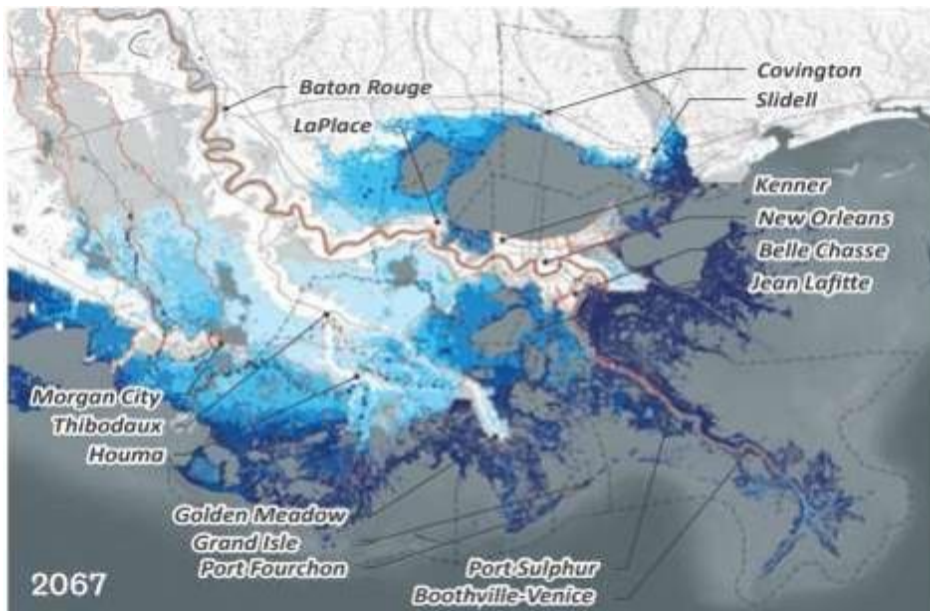 Baton Rouge
LaPlace
Covington
Slidell
Kenner
New Orleans
Belle Chasse
Jean Lafitte
Morgan City
Thibodaux
Houma
Golden Meadow
Grand Isle
Port Fourchon
Port Sulphur
Boothville-Venice
2067